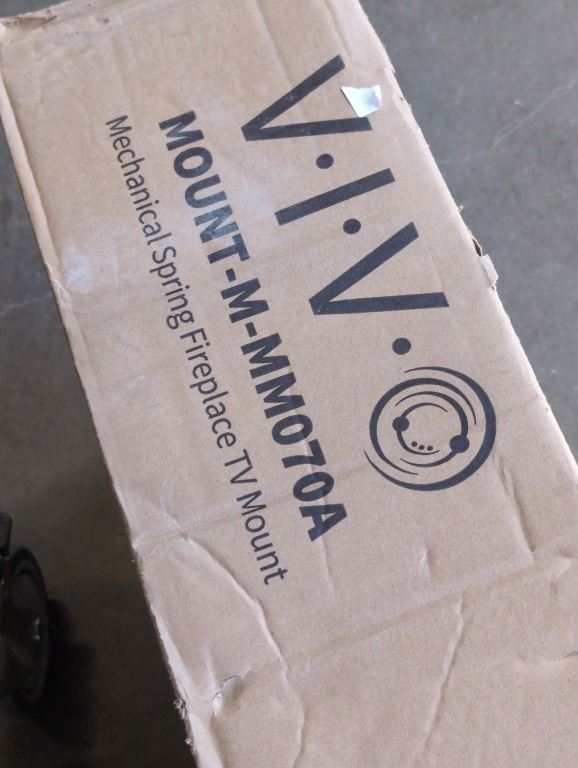 V.I.V.O
MOUNT-M-MM070A
Mechanical Spring Fireplace TV Mount